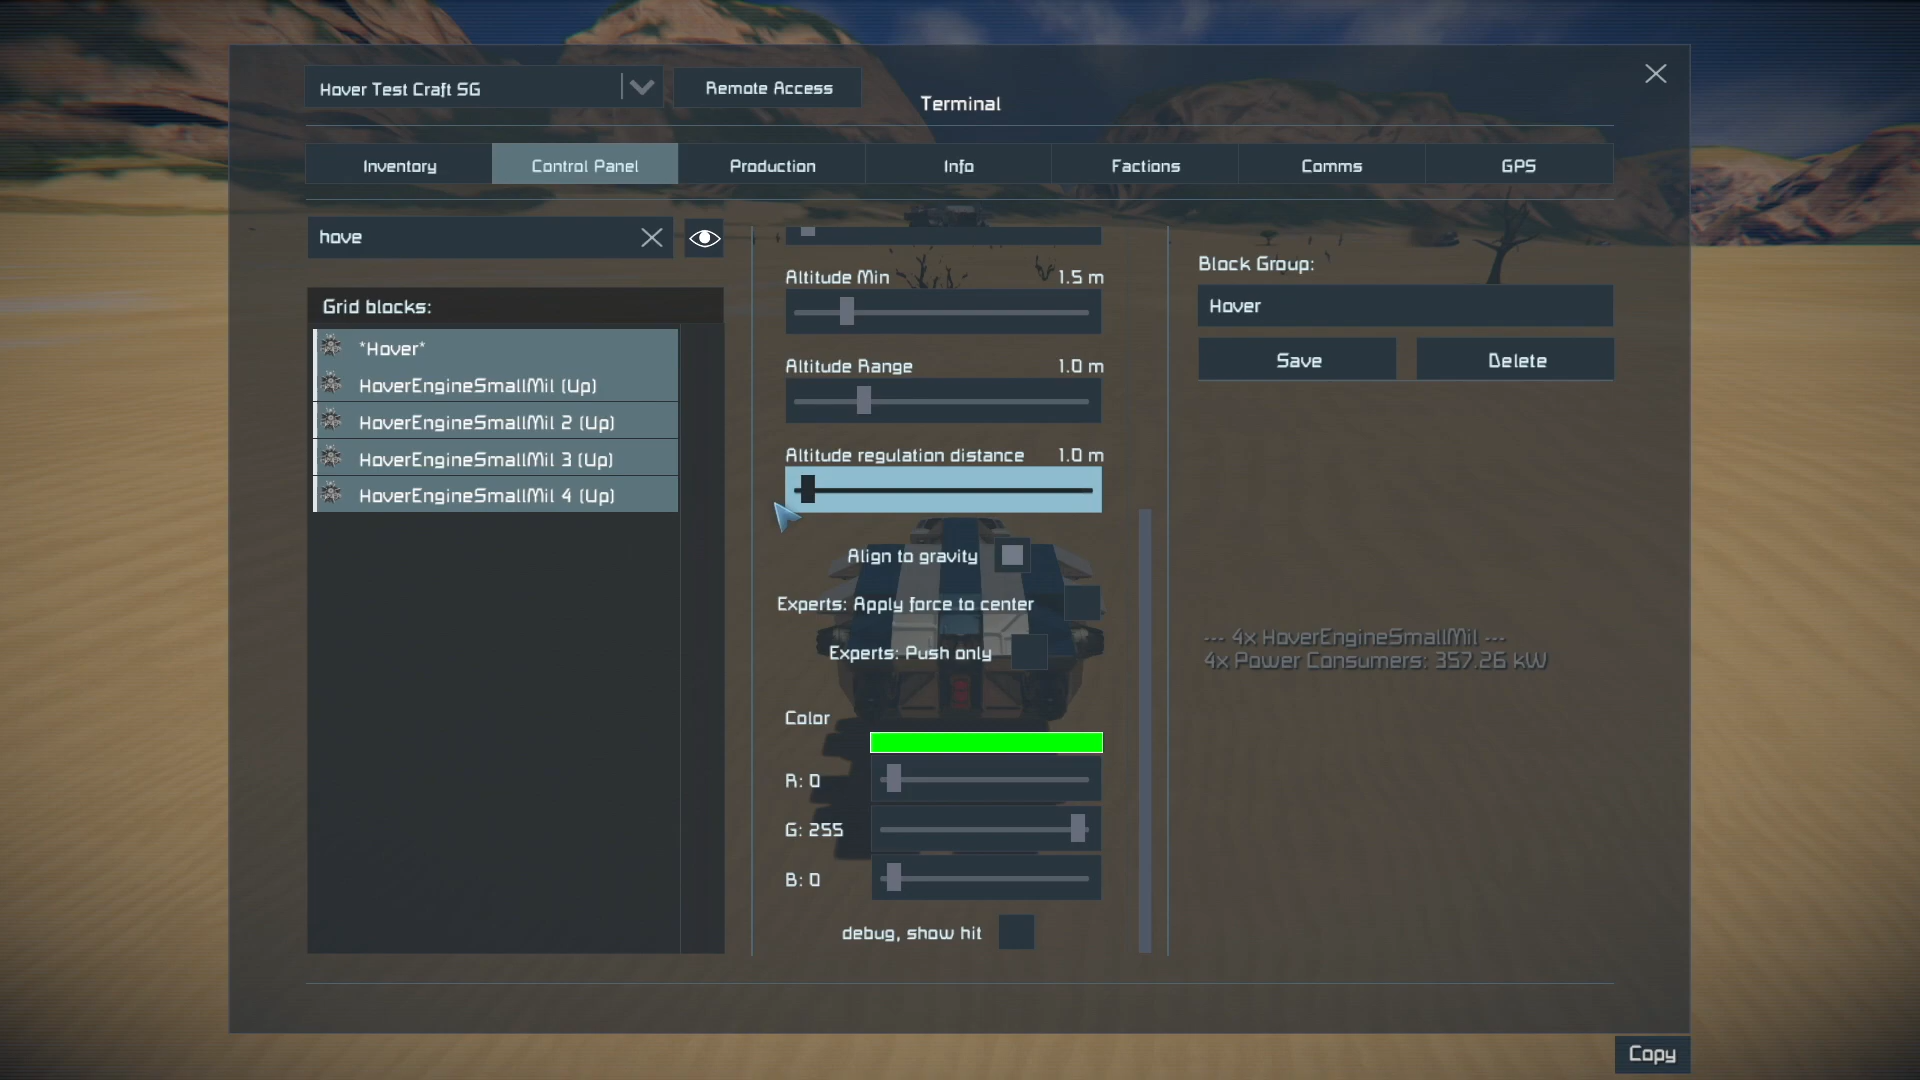 Hover Test Craft SG
Remote Access
Terminal
Inventory
Control Panel
Production
Info
Factions
Comms
GPS
hove
Grid blocks:
*Hover*
HoverEngineSmallMil (Up)
HoverEngineSmallMil 2 (Up)
HoverEngineSmallMil 3 (Up)
HoverEngineSmallMil 4 (Up)
Altitude Min 1.5 m
Altitude Range 1.0 m
Altitude regulation distance 1.0 m
Align to gravity
Experts: Apply force to center
Experts: Push only
Color
R: 0
G: 255
B: 0
debug, show hit
Block Group:
Hover
Save
Delete
--- 4x HoverEngineSmallMil ---
4x Power Consumers: 357.26 kW
Copy